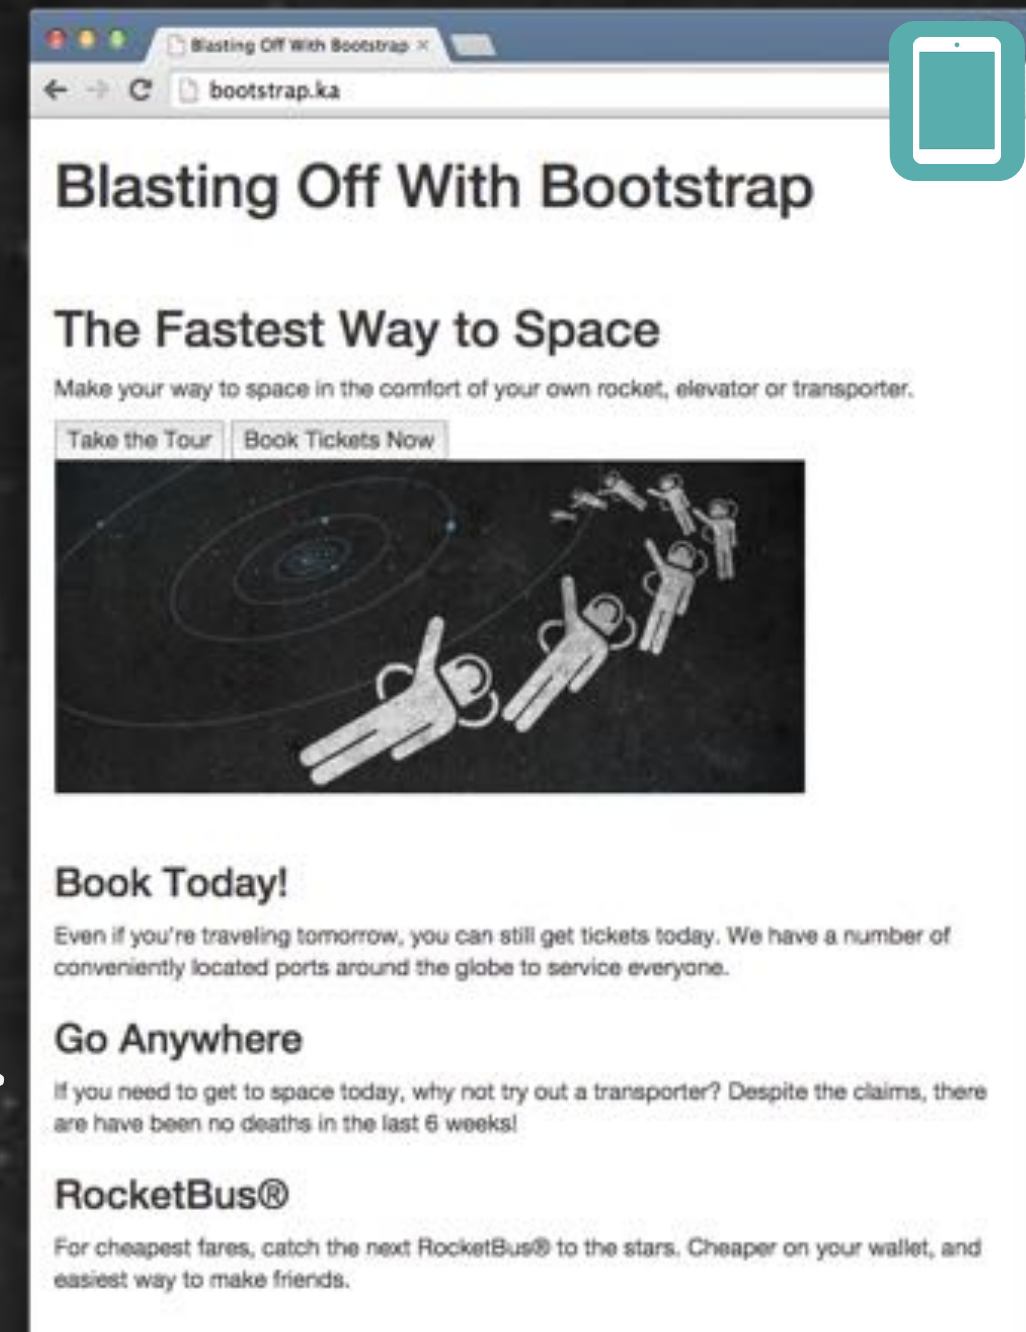 Blasting Off With Bootstrap
bootstrap.ka
Blasting Off With Bootstrap
The Fastest Way to Space
Make your way to space in the comfort of your own rocket, elevator or transporter.
Take the Tour
Book Tickets Now
Book Today!
Even if you're traveling tomorrow, you can still get tickets today. We have a number of
conveniently located ports around the globe to service everyone.
Go Anywhere
If you need to get to space today, why not try out a transporter? Despite the claims, there
are have been no deaths in the last 6 weeks!
RocketBus®
For cheapest fares, catch the next RocketBus® to the stars. Cheaper on your wallet, and
easiest way to make friends.